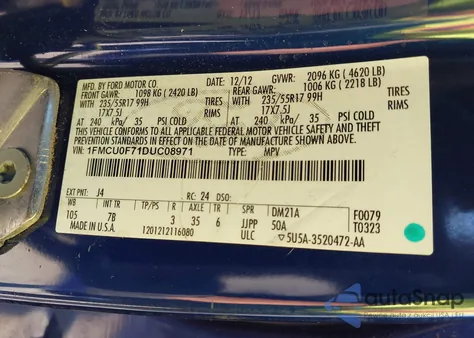 MFD. BY FORD MOTOR CO. DATE: 12/12 GVWR: 2096 KG ( 4620 LB)
FRONT GAWR: 1098 KG ( 2420 LB) REAR GAWR: 1006 KG ( 2218 LB)
WITH 235/55R17 99H TIRES WITH 235/55R17 99H TIRES
17X7.5J RIMS 17X7.5J RIMS
AT 240 kPa/ 35 PSI COLD AT 240 kPa/ 35 PSI COLD
THIS VEHICLE CONFORMS TO ALL APPLICABLE FEDERAL MOTOR VEHICLE SAFETY, BUMPER, AND THEFT
PREVENTION STANDARDS IN EFFECT ON THE DATE OF MANUFACTURE SHOWN ABOVE.
VIN: 1FMCU0F71DUC08971 TYPE: MPV
EXT PNT: J4 RC: 24 DSO:
WB INT TR TP/PS R AXLE TR SPR DM21A F0079
105 7B 3 35 6 JJPP 50A T0323
MADE IN U.S.A. 1201212116080 ULC 5U5A-3520472-AA
autoSnap